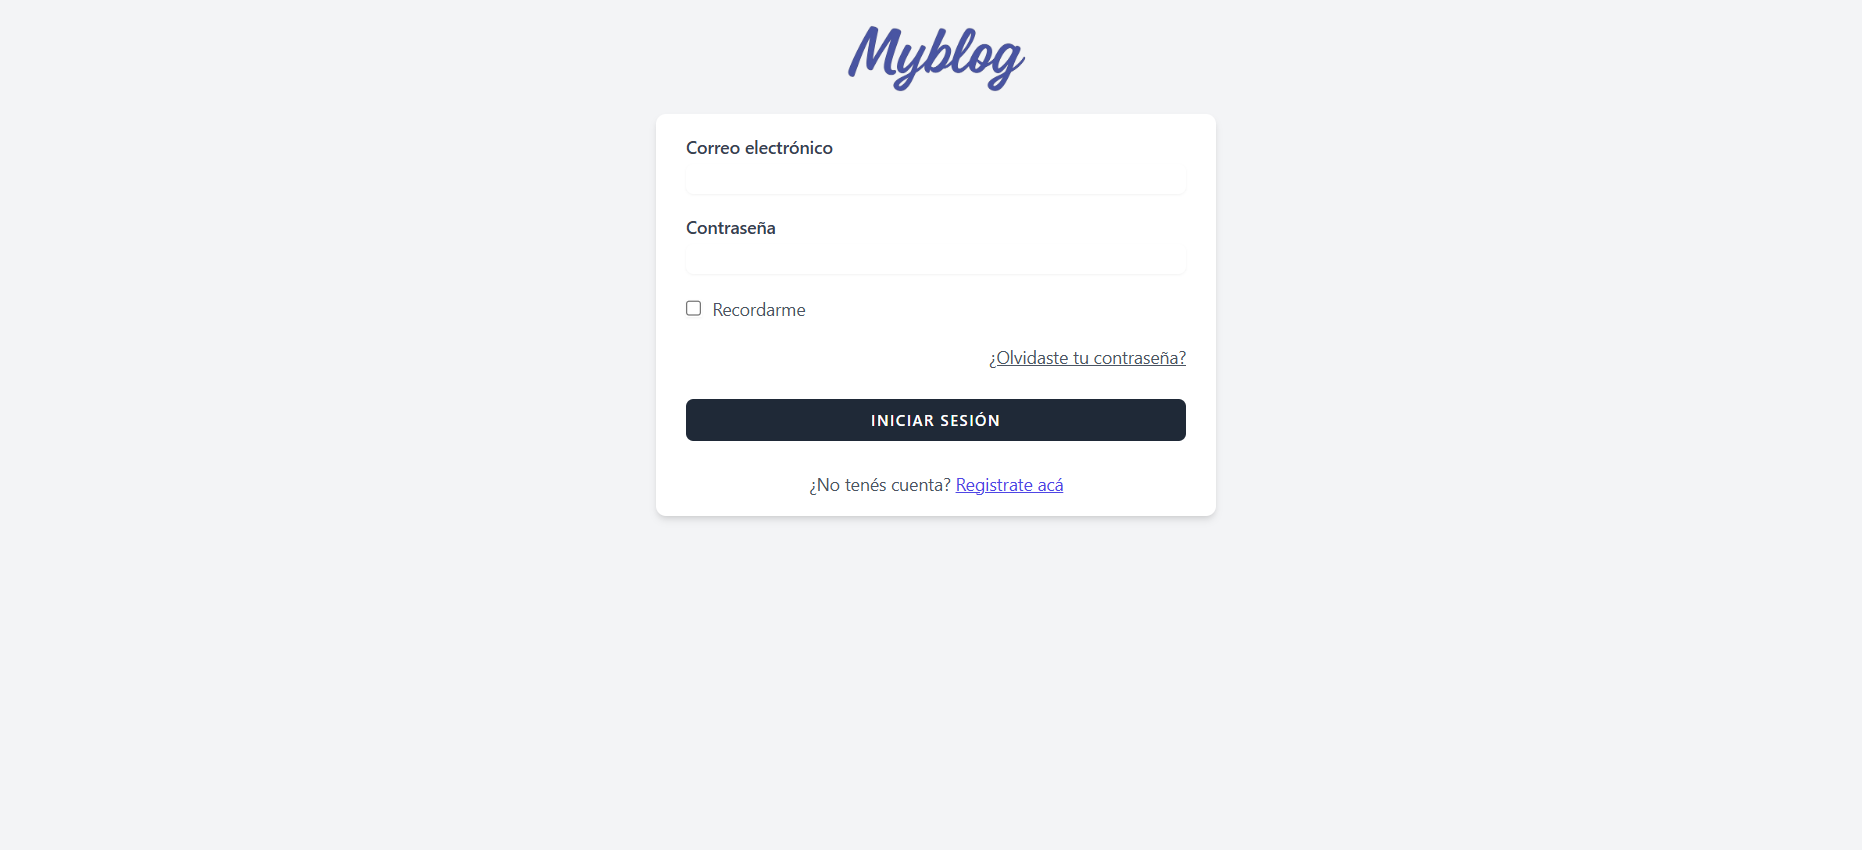 Myblog
Correo electrónico
Contraseña
Recordarme
¿Olvidaste tu contraseña?
INICIAR SESIÓN
¿No tenés cuenta? Registrate acá